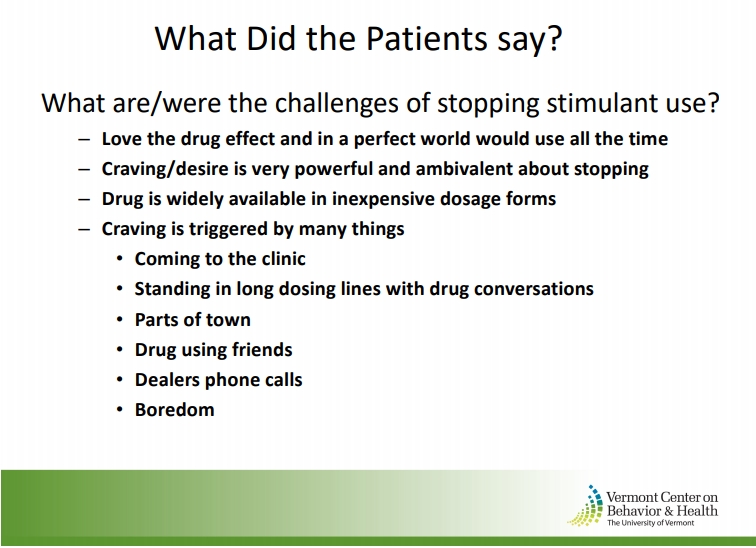 What Did the Patients say?
What are/were the challenges of stopping stimulant use?
– Love the drug effect and in a perfect world would use all the time
– Craving/desire is very powerful and ambivalent about stopping
– Drug is widely available in inexpensive dosage forms
– Craving is triggered by many things
• Coming to the clinic
• Standing in long dosing lines with drug conversations
• Parts of town
• Drug using friends
• Dealers phone calls
• Boredom
Vermont Center on
Behavior & Health
The University of Vermont